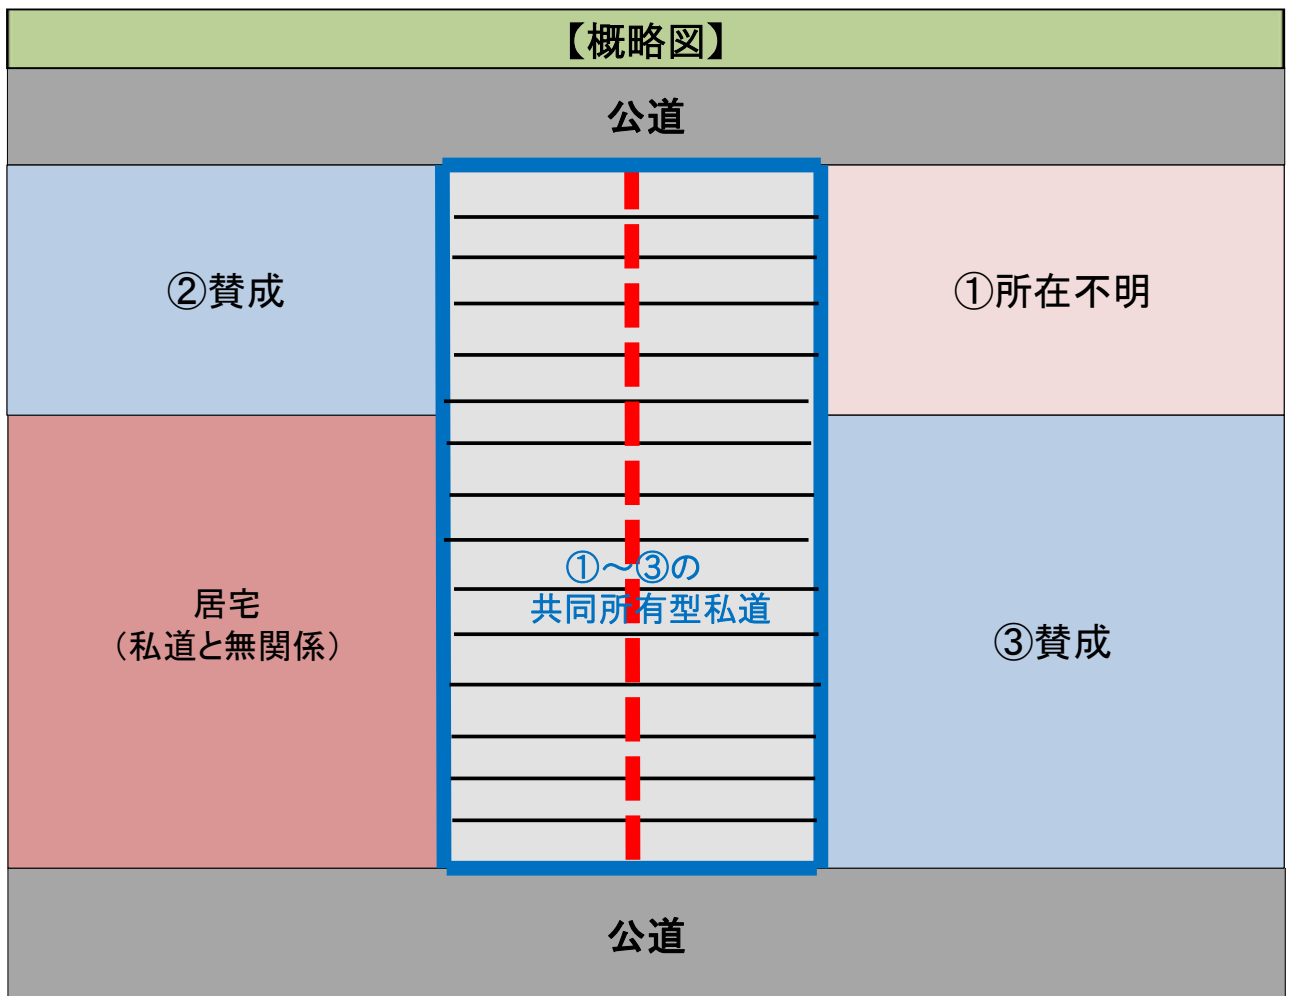 【概略図】
公道
②賛成
①所在不明
①~③の
共同所有型私道
居宅
(私道と無関係)
③賛成
公道